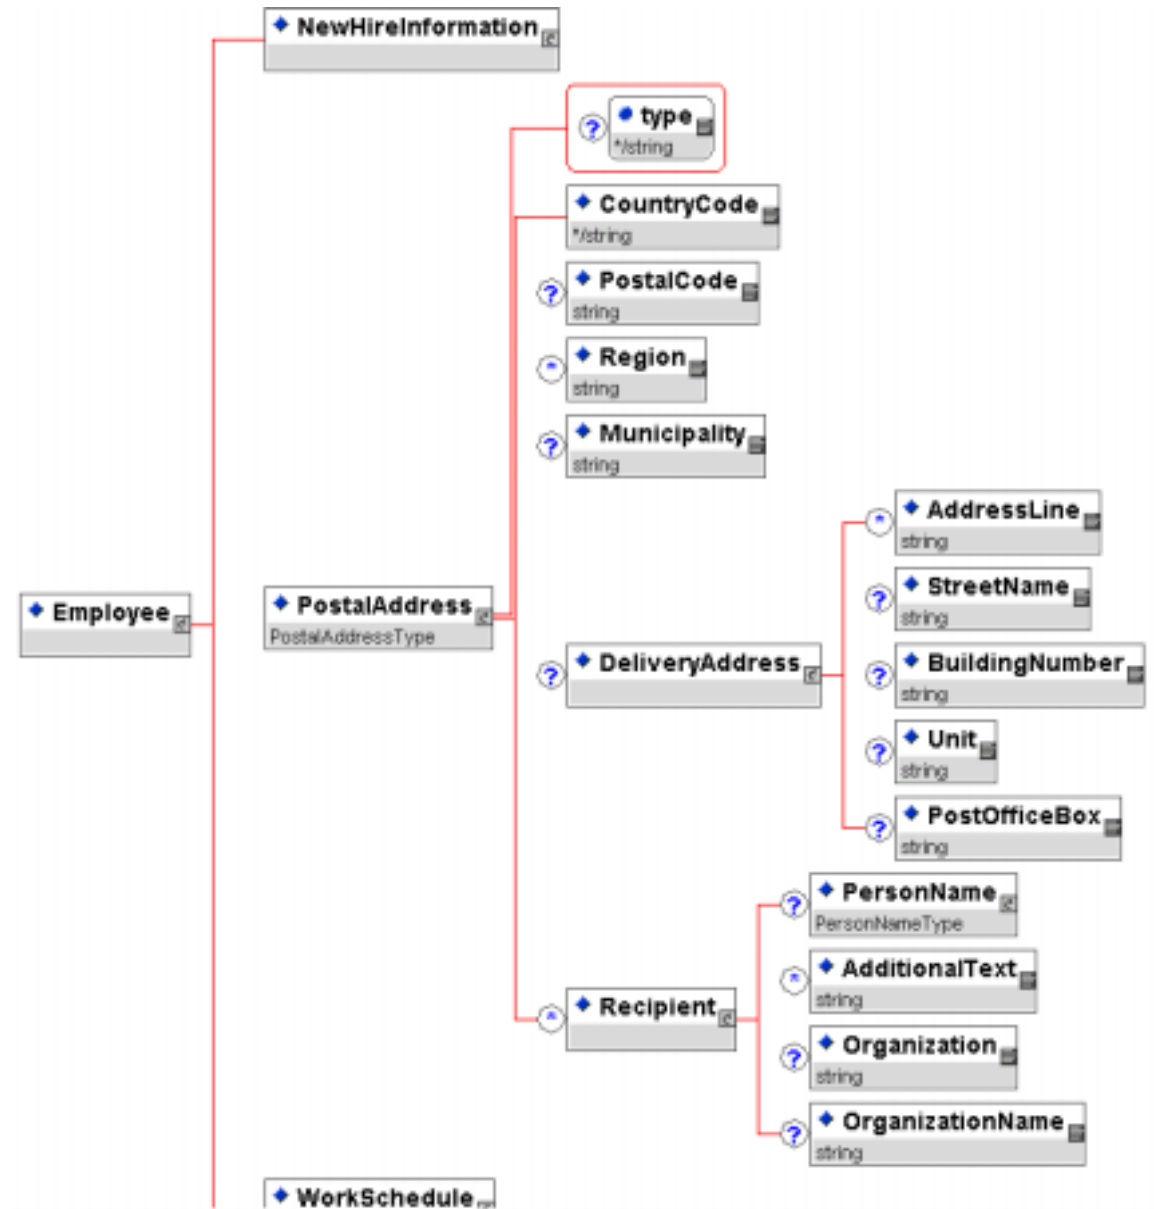 NewHireInformation
? type
*/string
CountryCode
*/string
? PostalCode
string
* Region
string
? Municipality
string
* AddressLine
string
? StreetName
string
Employee
PostalAddress
PostalAddressType
? DeliveryAddress
? BuildingNumber
string
? Unit
string
? PostOfficeBox
string
? PersonName
PersonNameType
* AdditionalText
string
* Recipient
? Organization
string
? OrganizationName
string
WorkSchedule